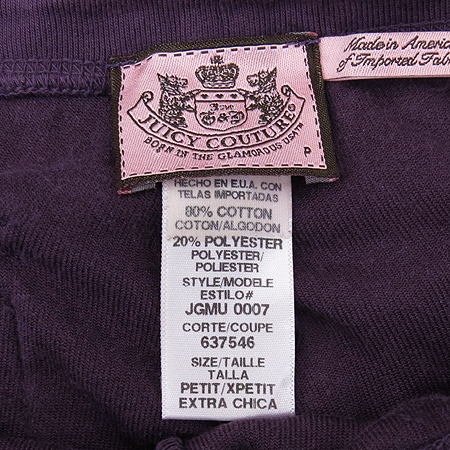 Made in America
of Imported Fab
Love
G & P
JUICY COUTURE
BORN IN THE GLAMOROUS USA
P
HECHO EN E.U.A. CON
TELAS IMPORTADAS
80% COTTON
COTON/ALGODON
20% POLYESTER
POLYESTER/
POLIESTER
STYLE/MODELE
ESTILO#
JGMU 0007
CORTE/COUPE
637546
SIZE/TAILLE
TALLA
PETIT/XPETIT
EXTRA CHICA